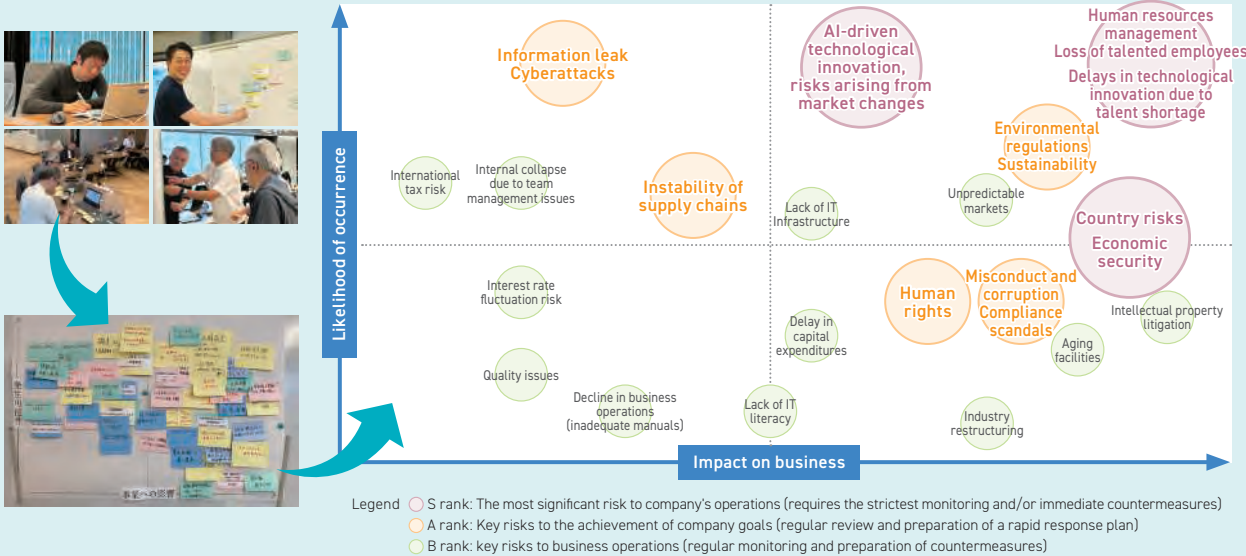 Likelihood of occurrence
Information leak
Cyberattacks
AI-driven
technological
innovation,
risks arising from
market changes
Human resources
management
Loss of talented employees
Delays in technological
innovation due to
talent shortage
Environmental
regulations
Sustainability
International
tax risk
Internal collapse
due to team
management issues
Instability of
supply chains
Lack of IT
Infrastructure
Unpredictable
markets
Country risks
Economic
security
Interest rate
fluctuation risk
Human
rights
Misconduct and
corruption
Compliance
scandals
Intellectual property
litigation
Delay in
capital
expenditures
Aging
facilities
Quality issues
Decline in business
operations
(inadequate manuals)
Lack of IT
literacy
Industry
restructuring
Impact on business
事業への影響
Legend
S rank: The most significant risk to company's operations (requires the strictest monitoring and/or immediate countermeasures)
A rank: Key risks to the achievement of company goals (regular review and preparation of a rapid response plan)
B rank: key risks to business operations (regular monitoring and preparation of countermeasures)